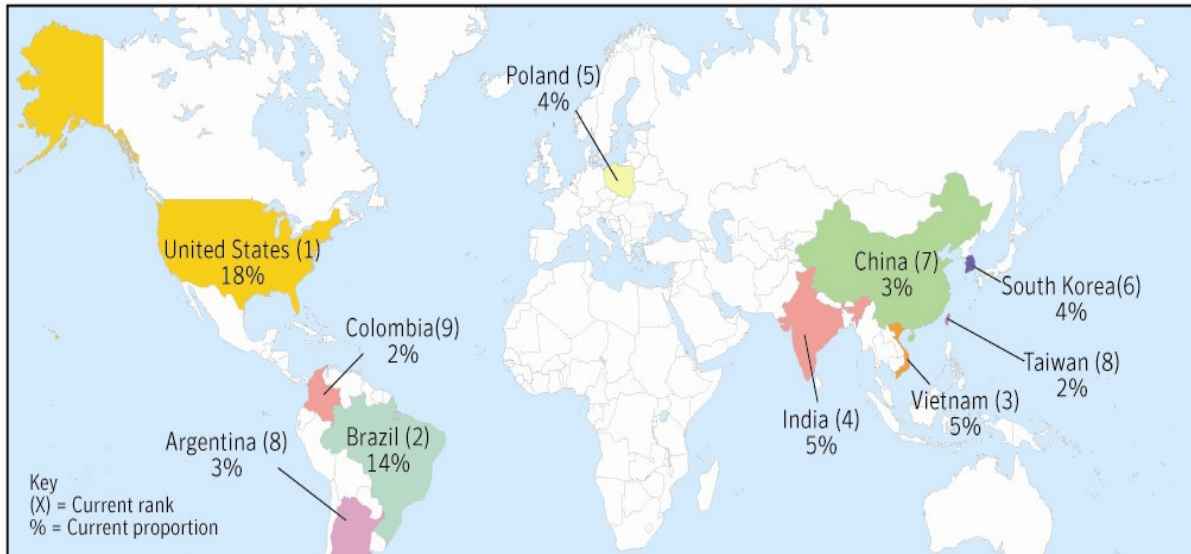 Poland (5)
4%
United States (1)
18%
China (7)
3%
South Korea(6)
4%
Colombia(9)
2%
Taiwan (8)
2%
Vietnam (3)
5%
India (4)
5%
Argentina (8)
3%
Brazil (2)
14%
Key
(X) = Current rank
% = Current proportion